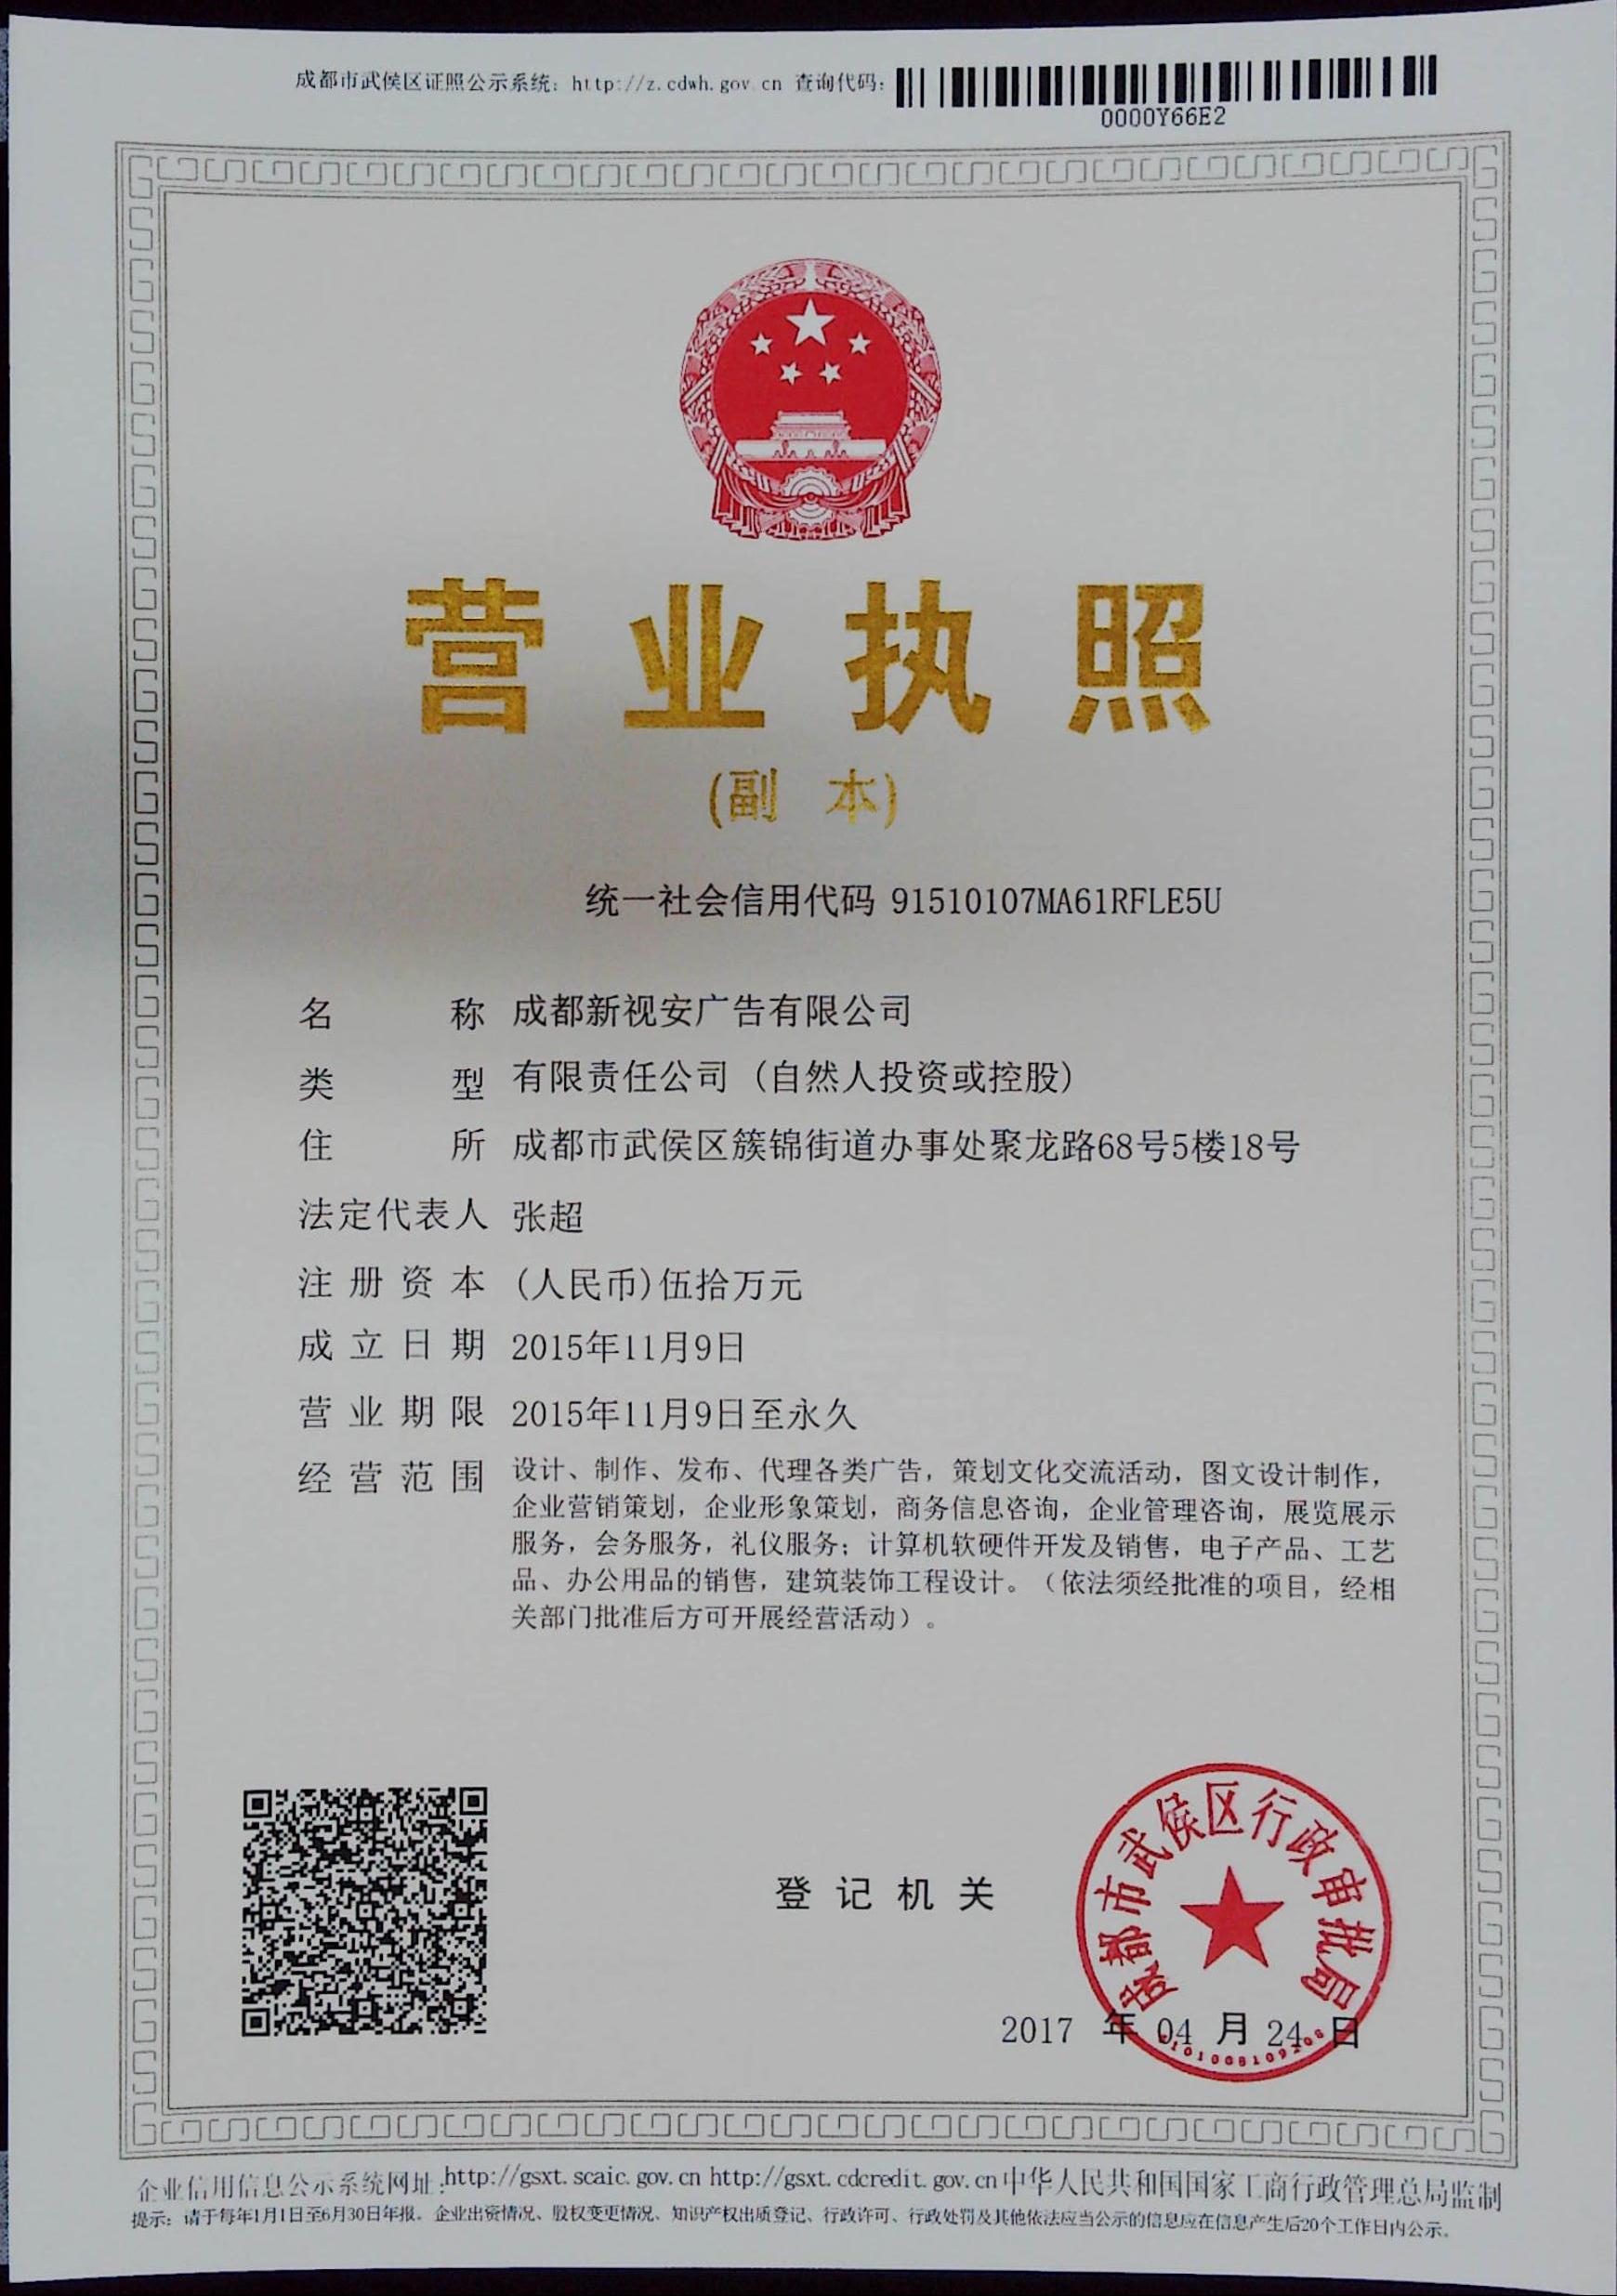 成都市武侯区证照公示系统：http://z.cdwh.gov.cn 查询代码：
0000Y66E2
营业执照
(副 本)
统一社会信用代码 91510107MA61RFLE5U
名称 成都新视安广告有限公司
类型 有限责任公司（自然人投资或控股）
住所 成都市武侯区簇锦街道办事处聚龙路68号5楼18号
法定代表人 张超
注册资本 (人民币)伍拾万元
成立日期 2015年11月9日
营业期限 2015年11月9日至永久
经营范围 设计、制作、发布、代理各类广告，策划文化交流活动，图文设计制作，
企业营销策划，企业形象策划，商务信息咨询，企业管理咨询，展览展示
服务，会务服务，礼仪服务；计算机软硬件开发及销售，电子产品、工艺
品、办公用品的销售，建筑装饰工程设计。（依法须经批准的项目，经相
关部门批准后方可开展经营活动）。
登记机关
成都市武侯区行政审批局
2017 年 04 月 24 日
企业信用信息公示系统网址：http://gsxt.scaic.gov.cn http://gsxt.cdcredit.gov.cn 中华人民共和国国家工商行政管理总局监制
提示：请于每年1月1日至6月30日年报。企业出资情况、股权变更情况、知识产权出质登记、行政许可、行政处罚及其他依法应当公示的信息应在信息产生后20个工作日内公示。